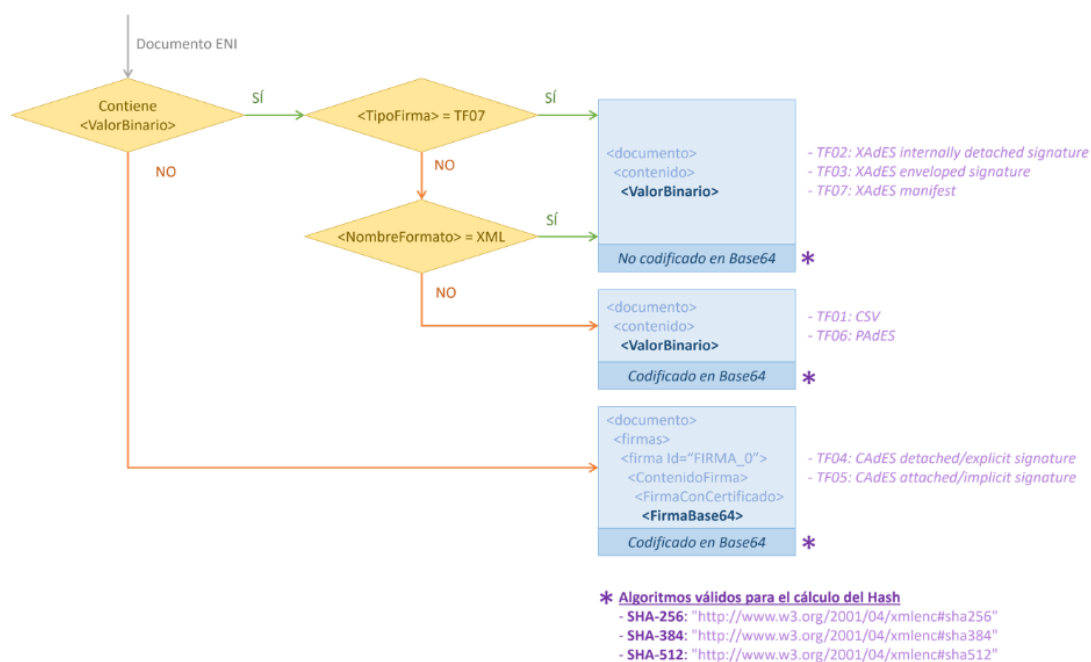 Documento ENI
Contiene
<ValorBinario>
SÍ
<TipoFirma> = TF07
SÍ
NO
NO
<NombreFormato> = XML
SÍ
NO
<documento>
<contenido>
<ValorBinario>
No codificado en Base64 *
- TF02: XAdES internally detached signature
- TF03: XAdES enveloped signature
- TF07: XAdES manifest
<documento>
<contenido>
<ValorBinario>
Codificado en Base64 *
- TF01: CSV
- TF06: PAdES
<documento>
<firmas>
<firma Id="FIRMA_0">
<ContenidoFirma>
<FirmaConCertificado>
<FirmaBase64>
Codificado en Base64 *
- TF04: CAdES detached/explicit signature
- TF05: CAdES attached/implicit signature
* Algoritmos válidos para el cálculo del Hash
- SHA-256: "http://www.w3.org/2001/04/xmlenc#sha256"
- SHA-384: "http://www.w3.org/2001/04/xmlenc#sha384"
- SHA-512: "http://www.w3.org/2001/04/xmlenc#sha512"